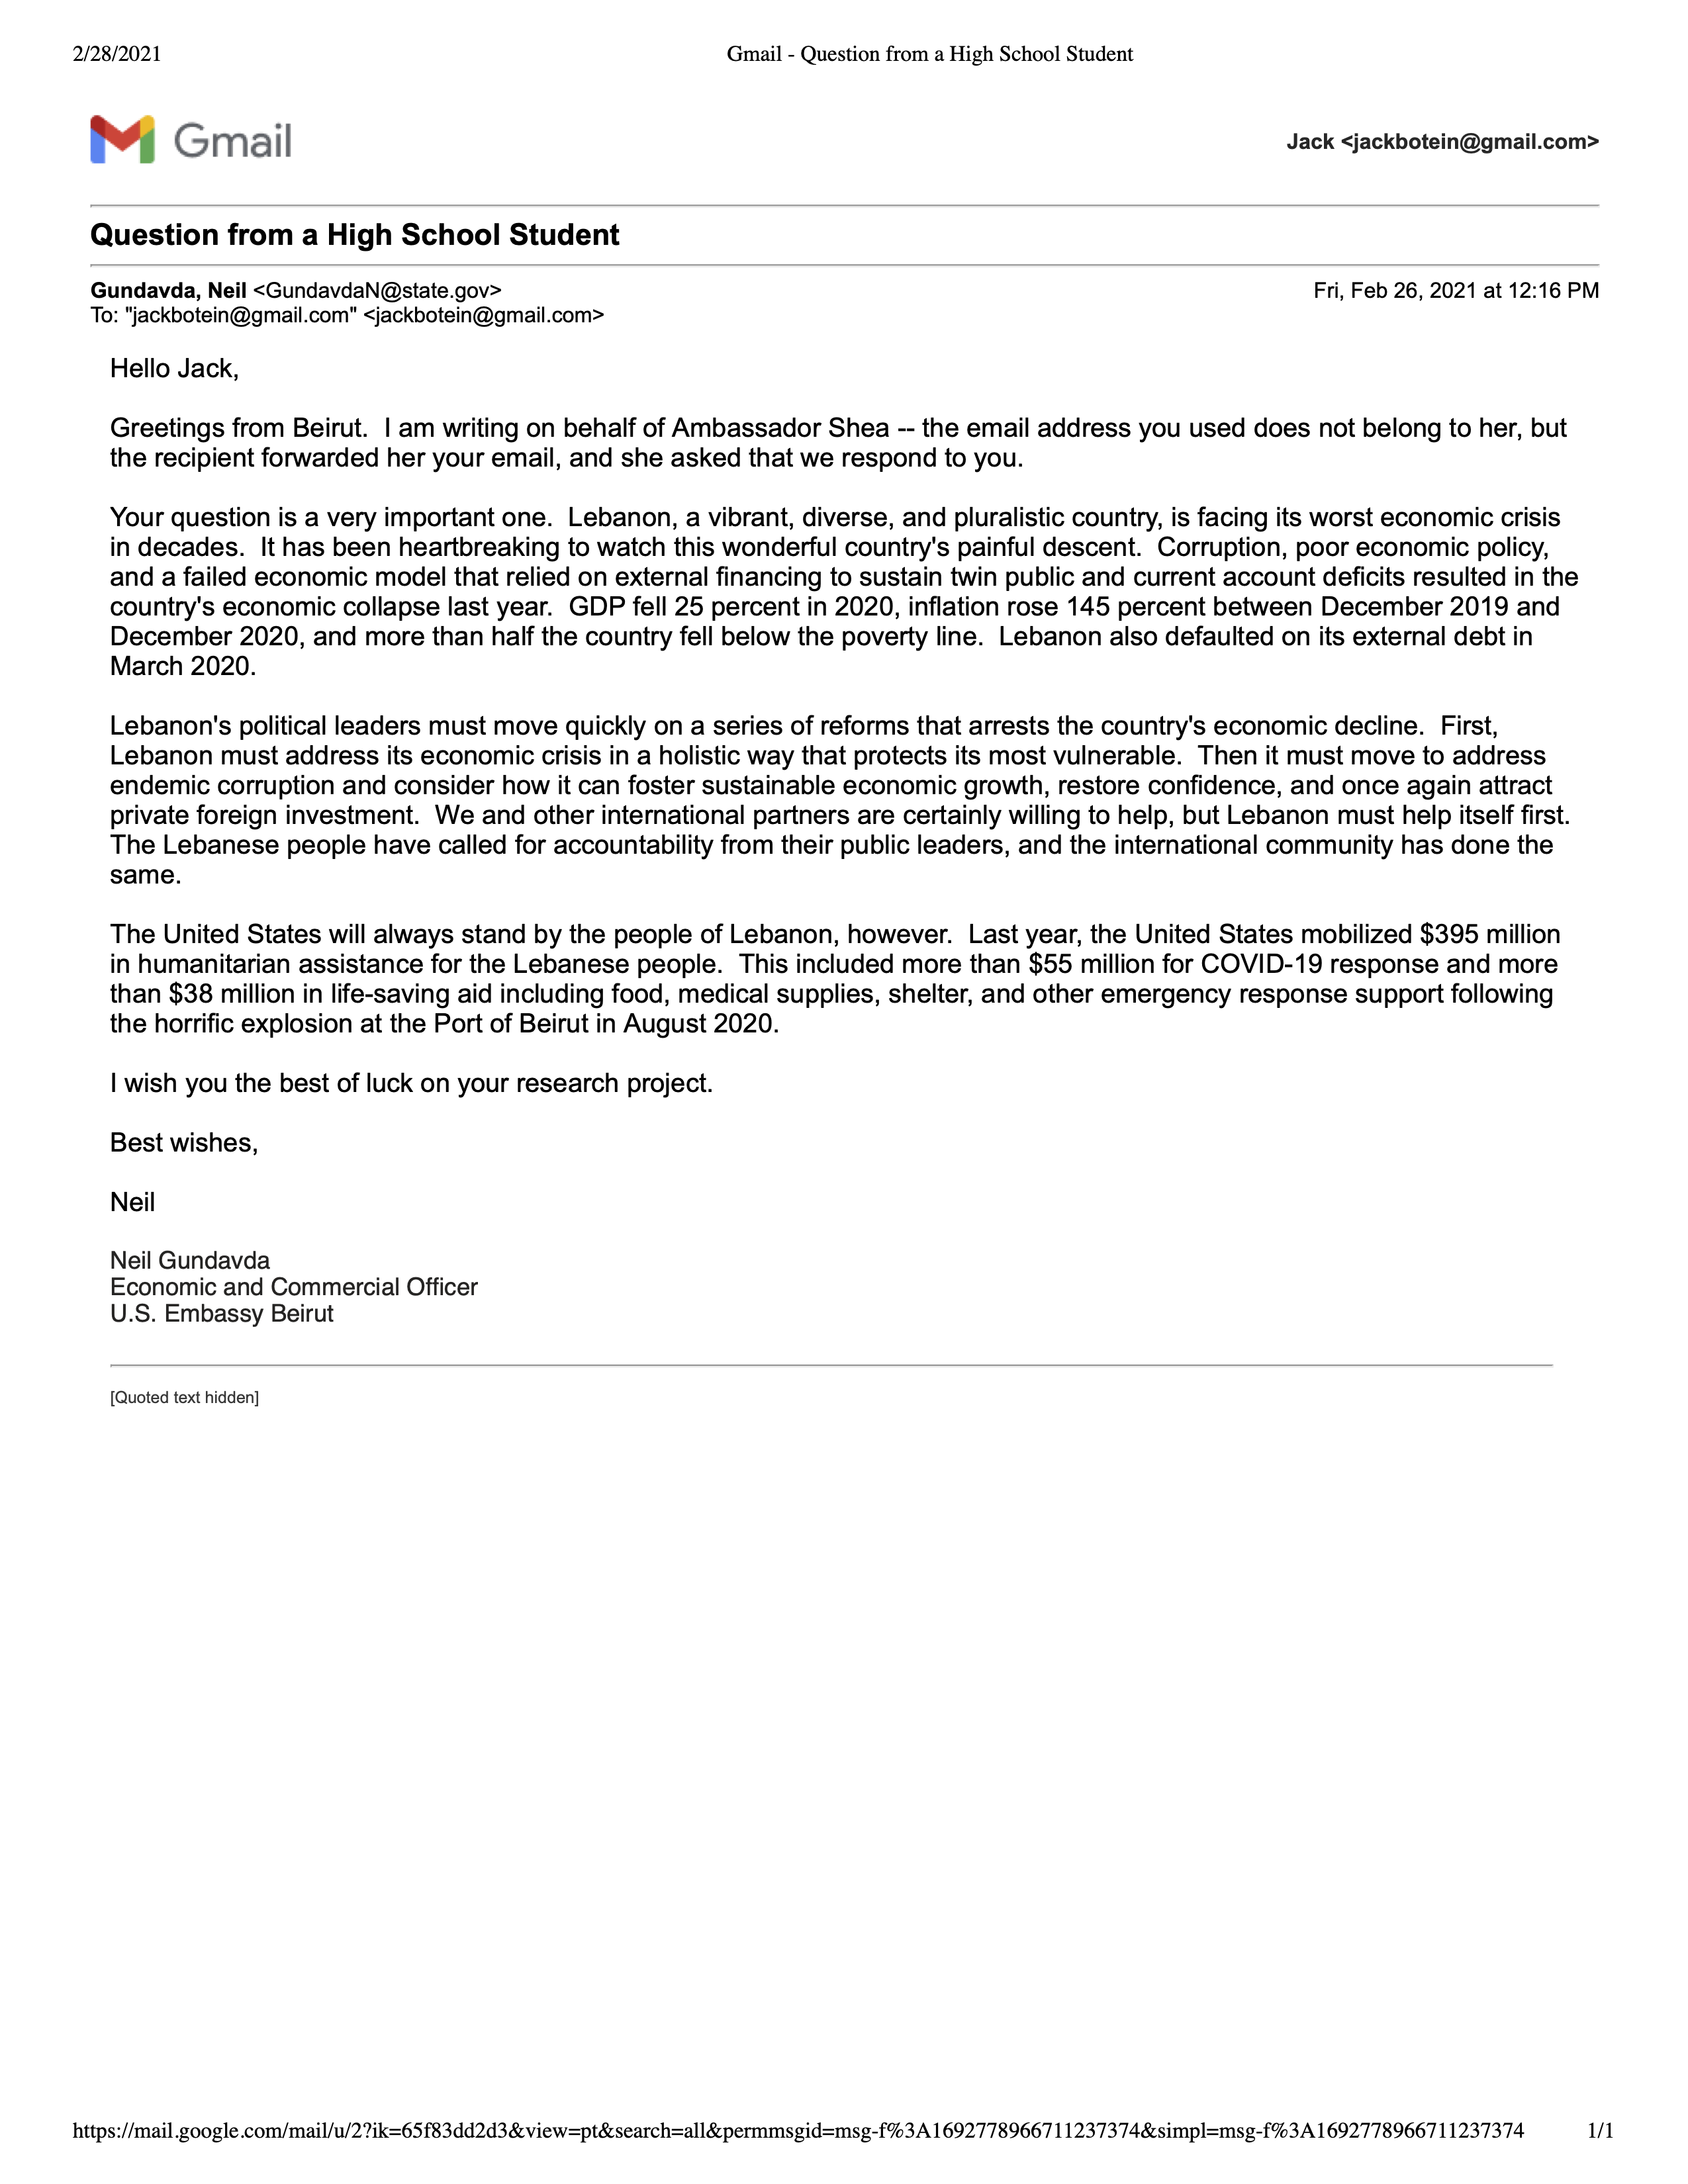 2/28/2021 Gmail - Question from a High School Student
Gmail Jack <jackbotein@gmail.com>
Question from a High School Student
Gundavda, Neil <GundavdaN@state.gov> Fri, Feb 26, 2021 at 12:16 PM
To: "jackbotein@gmail.com" <jackbotein@gmail.com>
Hello Jack,
Greetings from Beirut.  I am writing on behalf of Ambassador Shea -- the email address you used does not belong to her, but
the recipient forwarded her your email, and she asked that we respond to you.
Your question is a very important one.  Lebanon, a vibrant, diverse, and pluralistic country, is facing its worst economic crisis
in decades.  It has been heartbreaking to watch this wonderful country's painful descent.  Corruption, poor economic policy,
and a failed economic model that relied on external financing to sustain twin public and current account deficits resulted in the
country's economic collapse last year.  GDP fell 25 percent in 2020, inflation rose 145 percent between December 2019 and
December 2020, and more than half the country fell below the poverty line.  Lebanon also defaulted on its external debt in
March 2020.
Lebanon's political leaders must move quickly on a series of reforms that arrests the country's economic decline.  First,
Lebanon must address its economic crisis in a holistic way that protects its most vulnerable.  Then it must move to address
endemic corruption and consider how it can foster sustainable economic growth, restore confidence, and once again attract
private foreign investment.  We and other international partners are certainly willing to help, but Lebanon must help itself first.
The Lebanese people have called for accountability from their public leaders, and the international community has done the
same.
The United States will always stand by the people of Lebanon, however.  Last year, the United States mobilized $395 million
in humanitarian assistance for the Lebanese people.  This included more than $55 million for COVID-19 response and more
than $38 million in life-saving aid including food, medical supplies, shelter, and other emergency response support following
the horrific explosion at the Port of Beirut in August 2020.
I wish you the best of luck on your research project.
Best wishes,
Neil
Neil Gundavda
Economic and Commercial Officer
U.S. Embassy Beirut
[Quoted text hidden]
https://mail.google.com/mail/u/2?ik=65f83dd2d3&view=pt&search=all&permmsgid=msg-f%3A1692778966711237374&simpl=msg-f%3A1692778966711237374 1/1